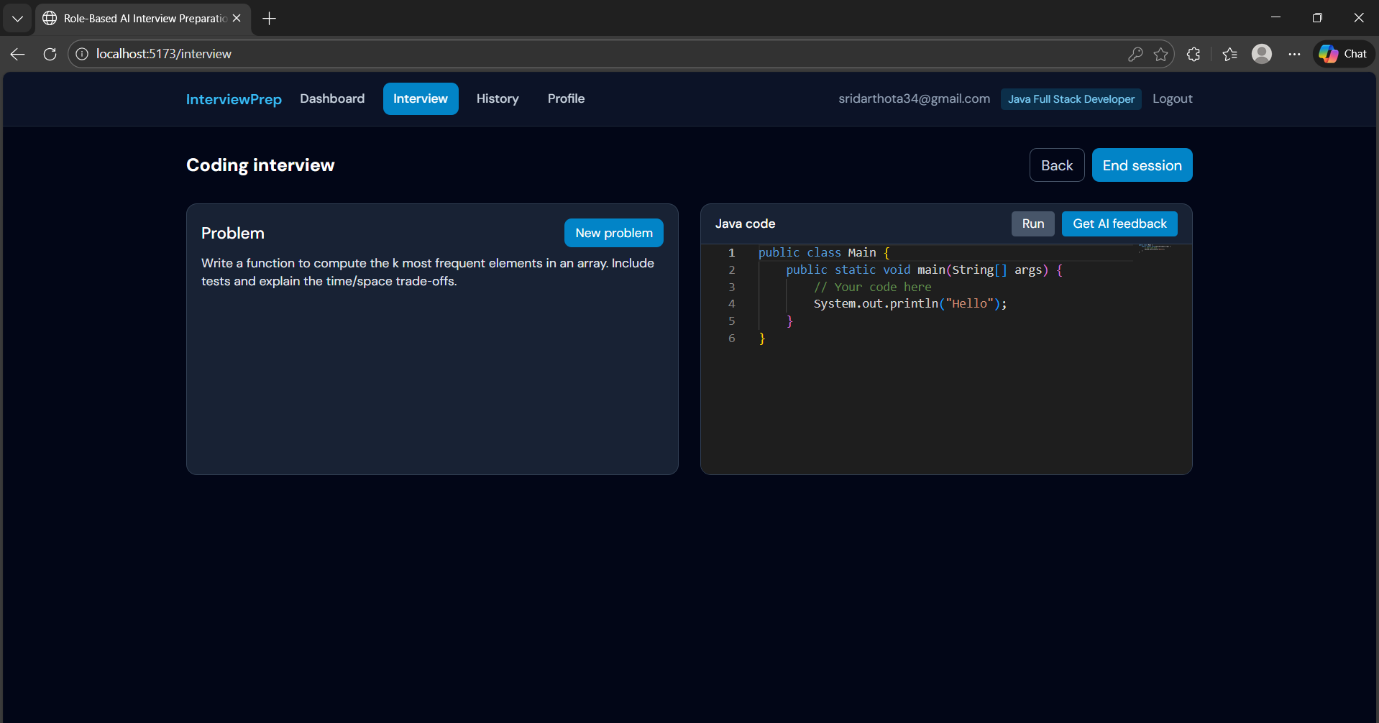 Role-Based AI Interview Preparatio
localhost:5173/interview
Chat
InterviewPrep Dashboard Interview History Profile sridarthota34@gmail.com Java Full Stack Developer Logout
Coding interview Back End session
Problem New problem
Write a function to compute the k most frequent elements in an array. Include
tests and explain the time/space trade-offs.
Java code Run Get AI feedback
1 public class Main {
2 public static void main(String[] args) {
3 // Your code here
4 System.out.println("Hello");
5 }
6 }